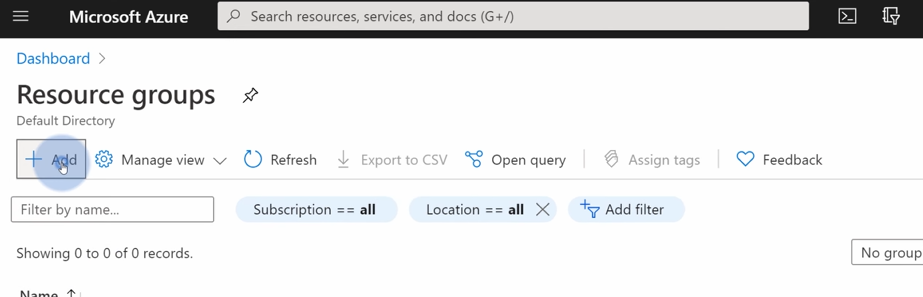 Microsoft Azure Search resources, services, and docs (G+/)
Dashboard
Resource groups
Default Directory
Add Manage view Refresh Export to CSV Open query Assign tags Feedback
Filter by name... Subscription == all Location == all Add filter
Showing 0 to 0 of 0 records. No group
Name